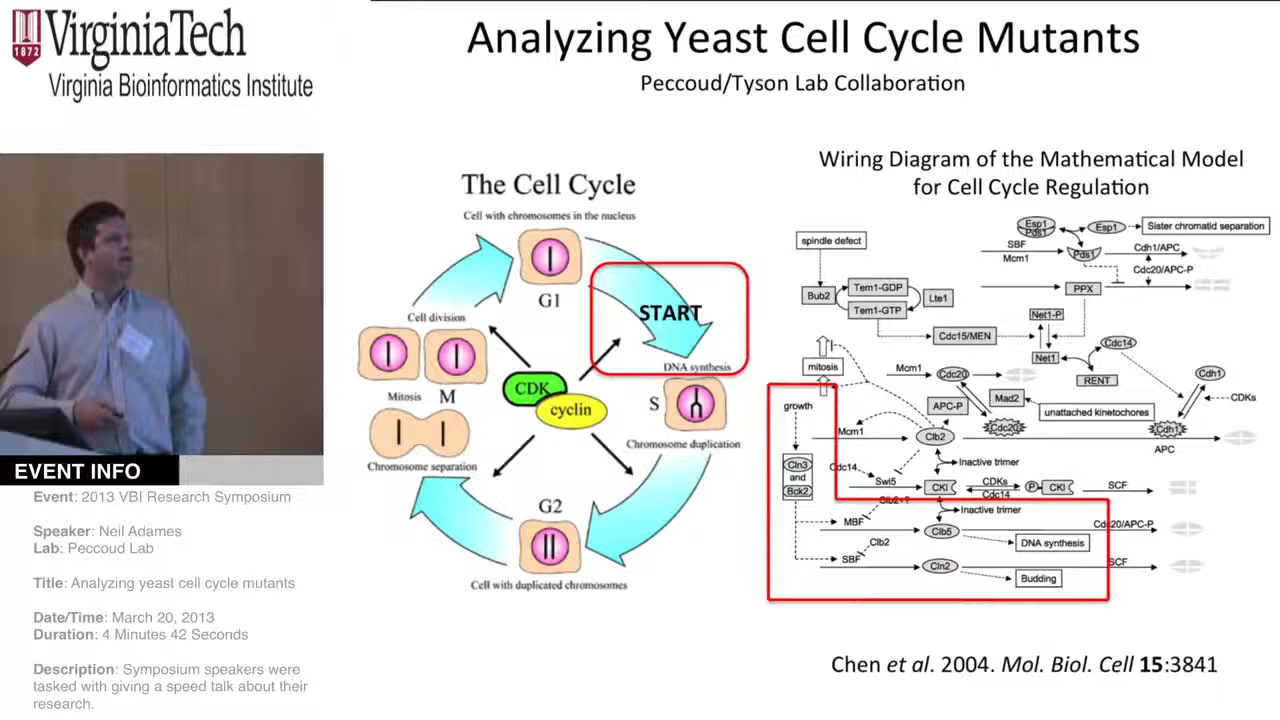 VirginiaTech
1872
Virginia Bioinformatics Institute
Analyzing Yeast Cell Cycle Mutants
Peccoud/Tyson Lab Collaboration
EVENT INFO
Event: 2013 VBI Research Symposium
Speaker: Neil Adames
Lab: Peccoud Lab
Title: Analyzing yeast cell cycle mutants
Date/Time: March 20, 2013
Duration: 4 Minutes 42 Seconds
Description: Symposium speakers were
tasked with giving a speed talk about their
research.
The Cell Cycle
Cell with chromosomes in the nucleus
G1
START
Cell division
DNA synthesis
Mitosis M
CDK
cyclin
S
Chromosome duplication
Chromosome separation
G2
Cell with duplicated chromosomes
Wiring Diagram of the Mathematical Model
for Cell Cycle Regulation
Esp1
Pds1
Esp1
Sister chromatid separation
spindle defect
SBF
Mcm1
Pds1
Cdh1/APC
Cdc20/APC-P
Bub2
Tem1-GDP
Tem1-GTP
Lte1
PPX
Net1-P
Cdc15/MEN
Net1
Cdc14
RENT
mitosis
Mcm1
Cdc20
Cdh1
growth
APC-P
Mad2
CDKs
unattached kinetochores
Mcm1
Clb2
Cdc20
Cdh1
APC
Cln3
and
Bck2
Cdc14
Inactive trimer
Swi5
CKI
CDKs
Cdc14
P
CKI
SCF
Inactive trimer
MBF
Clb5
Cdc20/APC-P
Clb2
DNA synthesis
SBF
Cln2
SCF
Budding
Chen et al. 2004. Mol. Biol. Cell 15:3841